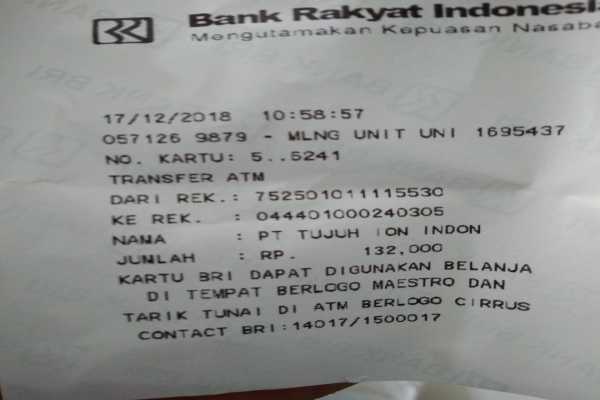 Bank Rakyat Indonesia
Mengutamakan Kepuasan Nasaba
17/12/2018 10:58:57
057126 9879 - MLNG UNIT UNI 1695437
NO. KARTU: 5..5241
TRANSFER ATM
DARI REK.: 752501011115530
KE REK. : 044401000240305
NAMA : PT TUJUH ION INDON
JUMLAH : RP. 132,000
KARTU BRI DAPAT DIGUNAKAN BELANJA
DI TEMPAT BERLOGO MAESTRO DAN
TARIK TUNAI DI ATM BERLOGO CIRRUS
CONTACT BRI:14017/1500017